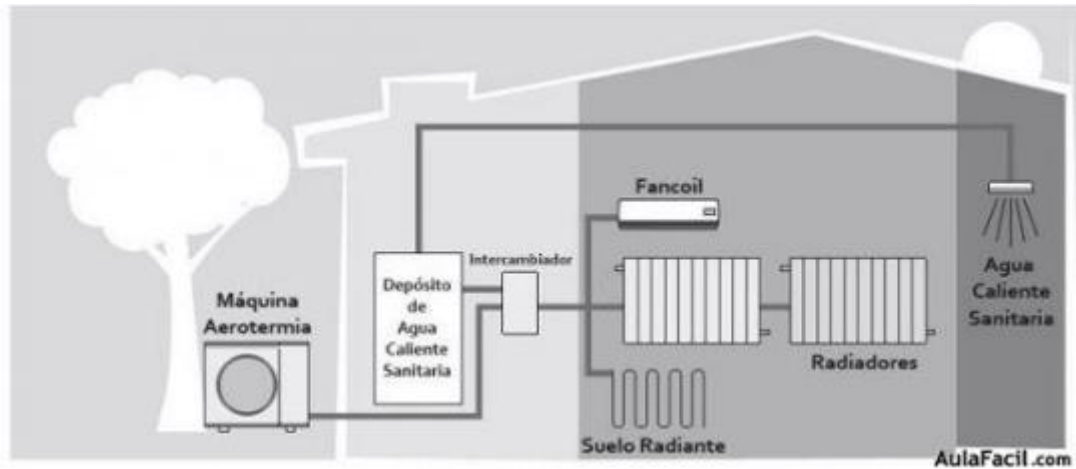 Fancoil
Intercambiador
Depósito
de
Agua
Caliente
Sanitaria
Máquina
Aerotermia
Agua
Caliente
Sanitaria
Radiadores
Suelo Radiante
AulaFacil.com